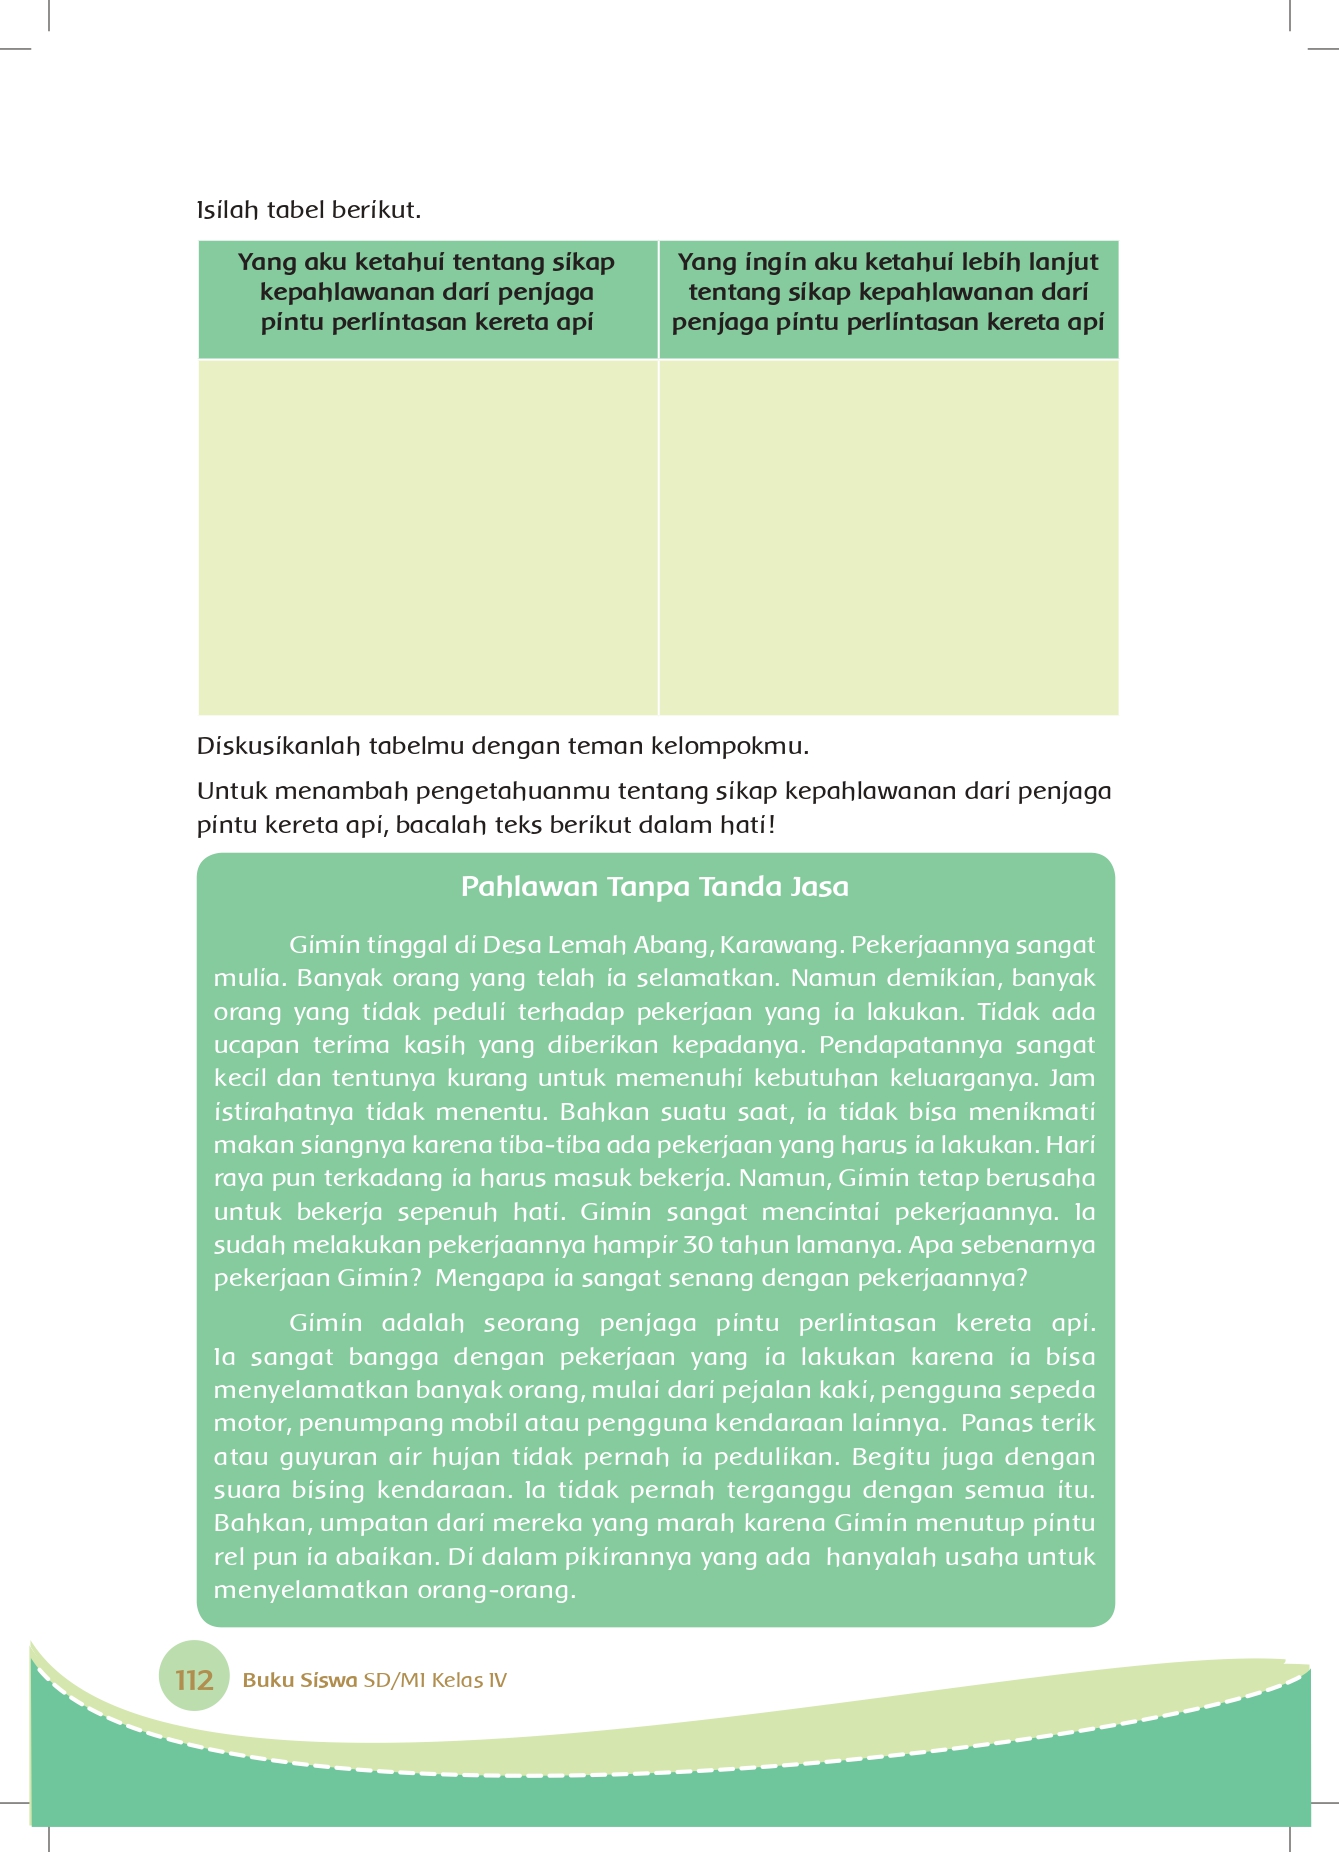 Isilah tabel berikut.
Yang aku ketahui tentang sikap
kepahlawanan dari penjaga
pintu perlintasan kereta api
Yang ingin aku ketahui lebih lanjut
tentang sikap kepahlawanan dari
penjaga pintu perlintasan kereta api
Diskusikanlah tabelmu dengan teman kelompokmu.
Untuk menambah pengetahuanmu tentang sikap kepahlawanan dari penjaga
pintu kereta api, bacalah teks berikut dalam hati!
Pahlawan Tanpa Tanda Jasa
Gimin tinggal di Desa Lemah Abang, Karawang. Pekerjaannya sangat
mulia. Banyak orang yang telah ia selamatkan. Namun demikian, banyak
orang yang tidak peduli terhadap pekerjaan yang ia lakukan. Tidak ada
ucapan terima kasih yang diberikan kepadanya. Pendapatannya sangat
kecil dan tentunya kurang untuk memenuhi kebutuhan keluarganya. Jam
istirahatnya tidak menentu. Bahkan suatu saat, ia tidak bisa menikmati
makan siangnya karena tiba-tiba ada pekerjaan yang harus ia lakukan. Hari
raya pun terkadang ia harus masuk bekerja. Namun, Gimin tetap berusaha
untuk bekerja sepenuh hati. Gimin sangat mencintai pekerjaannya. Ia
sudah melakukan pekerjaannya hampir 30 tahun lamanya. Apa sebenarnya
pekerjaan Gimin? Mengapa ia sangat senang dengan pekerjaannya?
Gimin adalah seorang penjaga pintu perlintasan kereta api.
Ia sangat bangga dengan pekerjaan yang ia lakukan karena ia bisa
menyelamatkan banyak orang, mulai dari pejalan kaki, pengguna sepeda
motor, penumpang mobil atau pengguna kendaraan lainnya. Panas terik
atau guyuran air hujan tidak pernah ia pedulikan. Begitu juga dengan
suara bising kendaraan. Ia tidak pernah terganggu dengan semua itu.
Bahkan, umpatan dari mereka yang marah karena Gimin menutup pintu
rel pun ia abaikan. Di dalam pikirannya yang ada hanyalah usaha untuk
menyelamatkan orang-orang.
112 Buku Siswa SD/MI Kelas IV